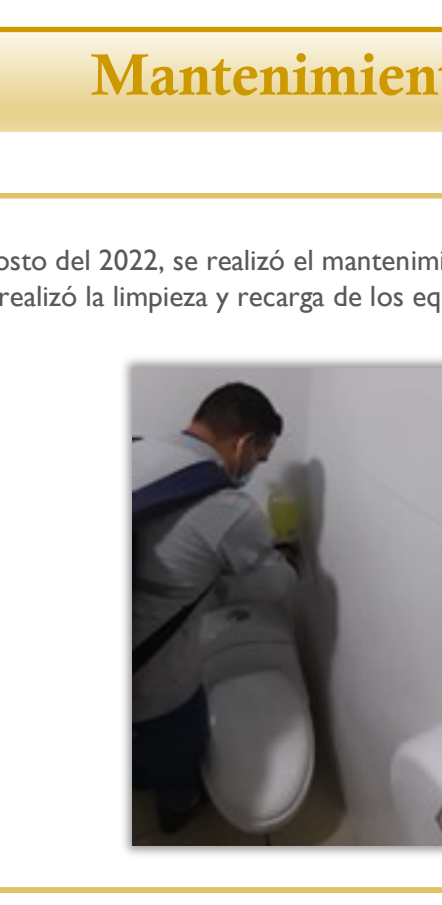 Mantenimient
osto del 2022, se realizó el mantenimi
realizó la limpieza y recarga de los eq